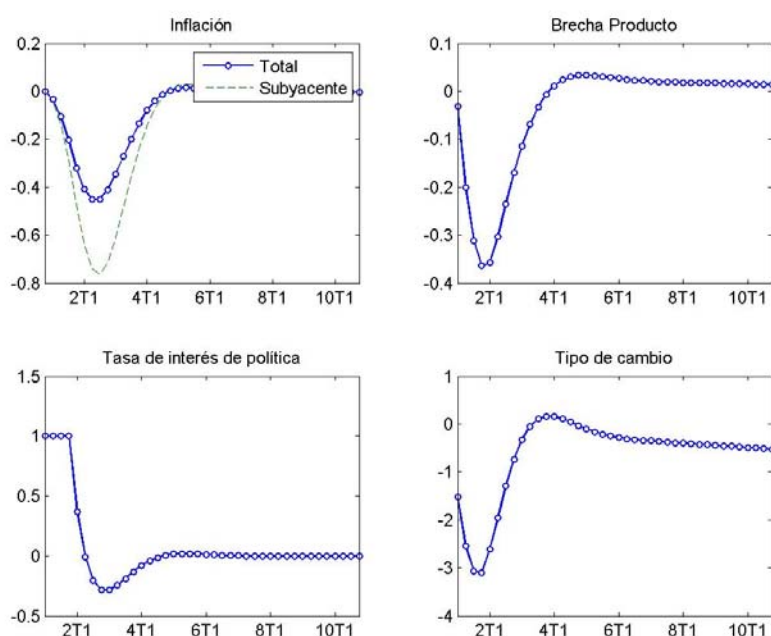 Inflación
0.2
0
-0.2
-0.4
-0.6
-0.8
Total
Subyacente
2T1 4T1 6T1 8T1 10T1
Brecha Producto
0.1
0
-0.1
-0.2
-0.3
-0.4
2T1 4T1 6T1 8T1 10T1
Tasa de interés de política
1.5
1
0.5
0
-0.5
2T1 4T1 6T1 8T1 10T1
Tipo de cambio
1
0
-1
-2
-3
-4
2T1 4T1 6T1 8T1 10T1